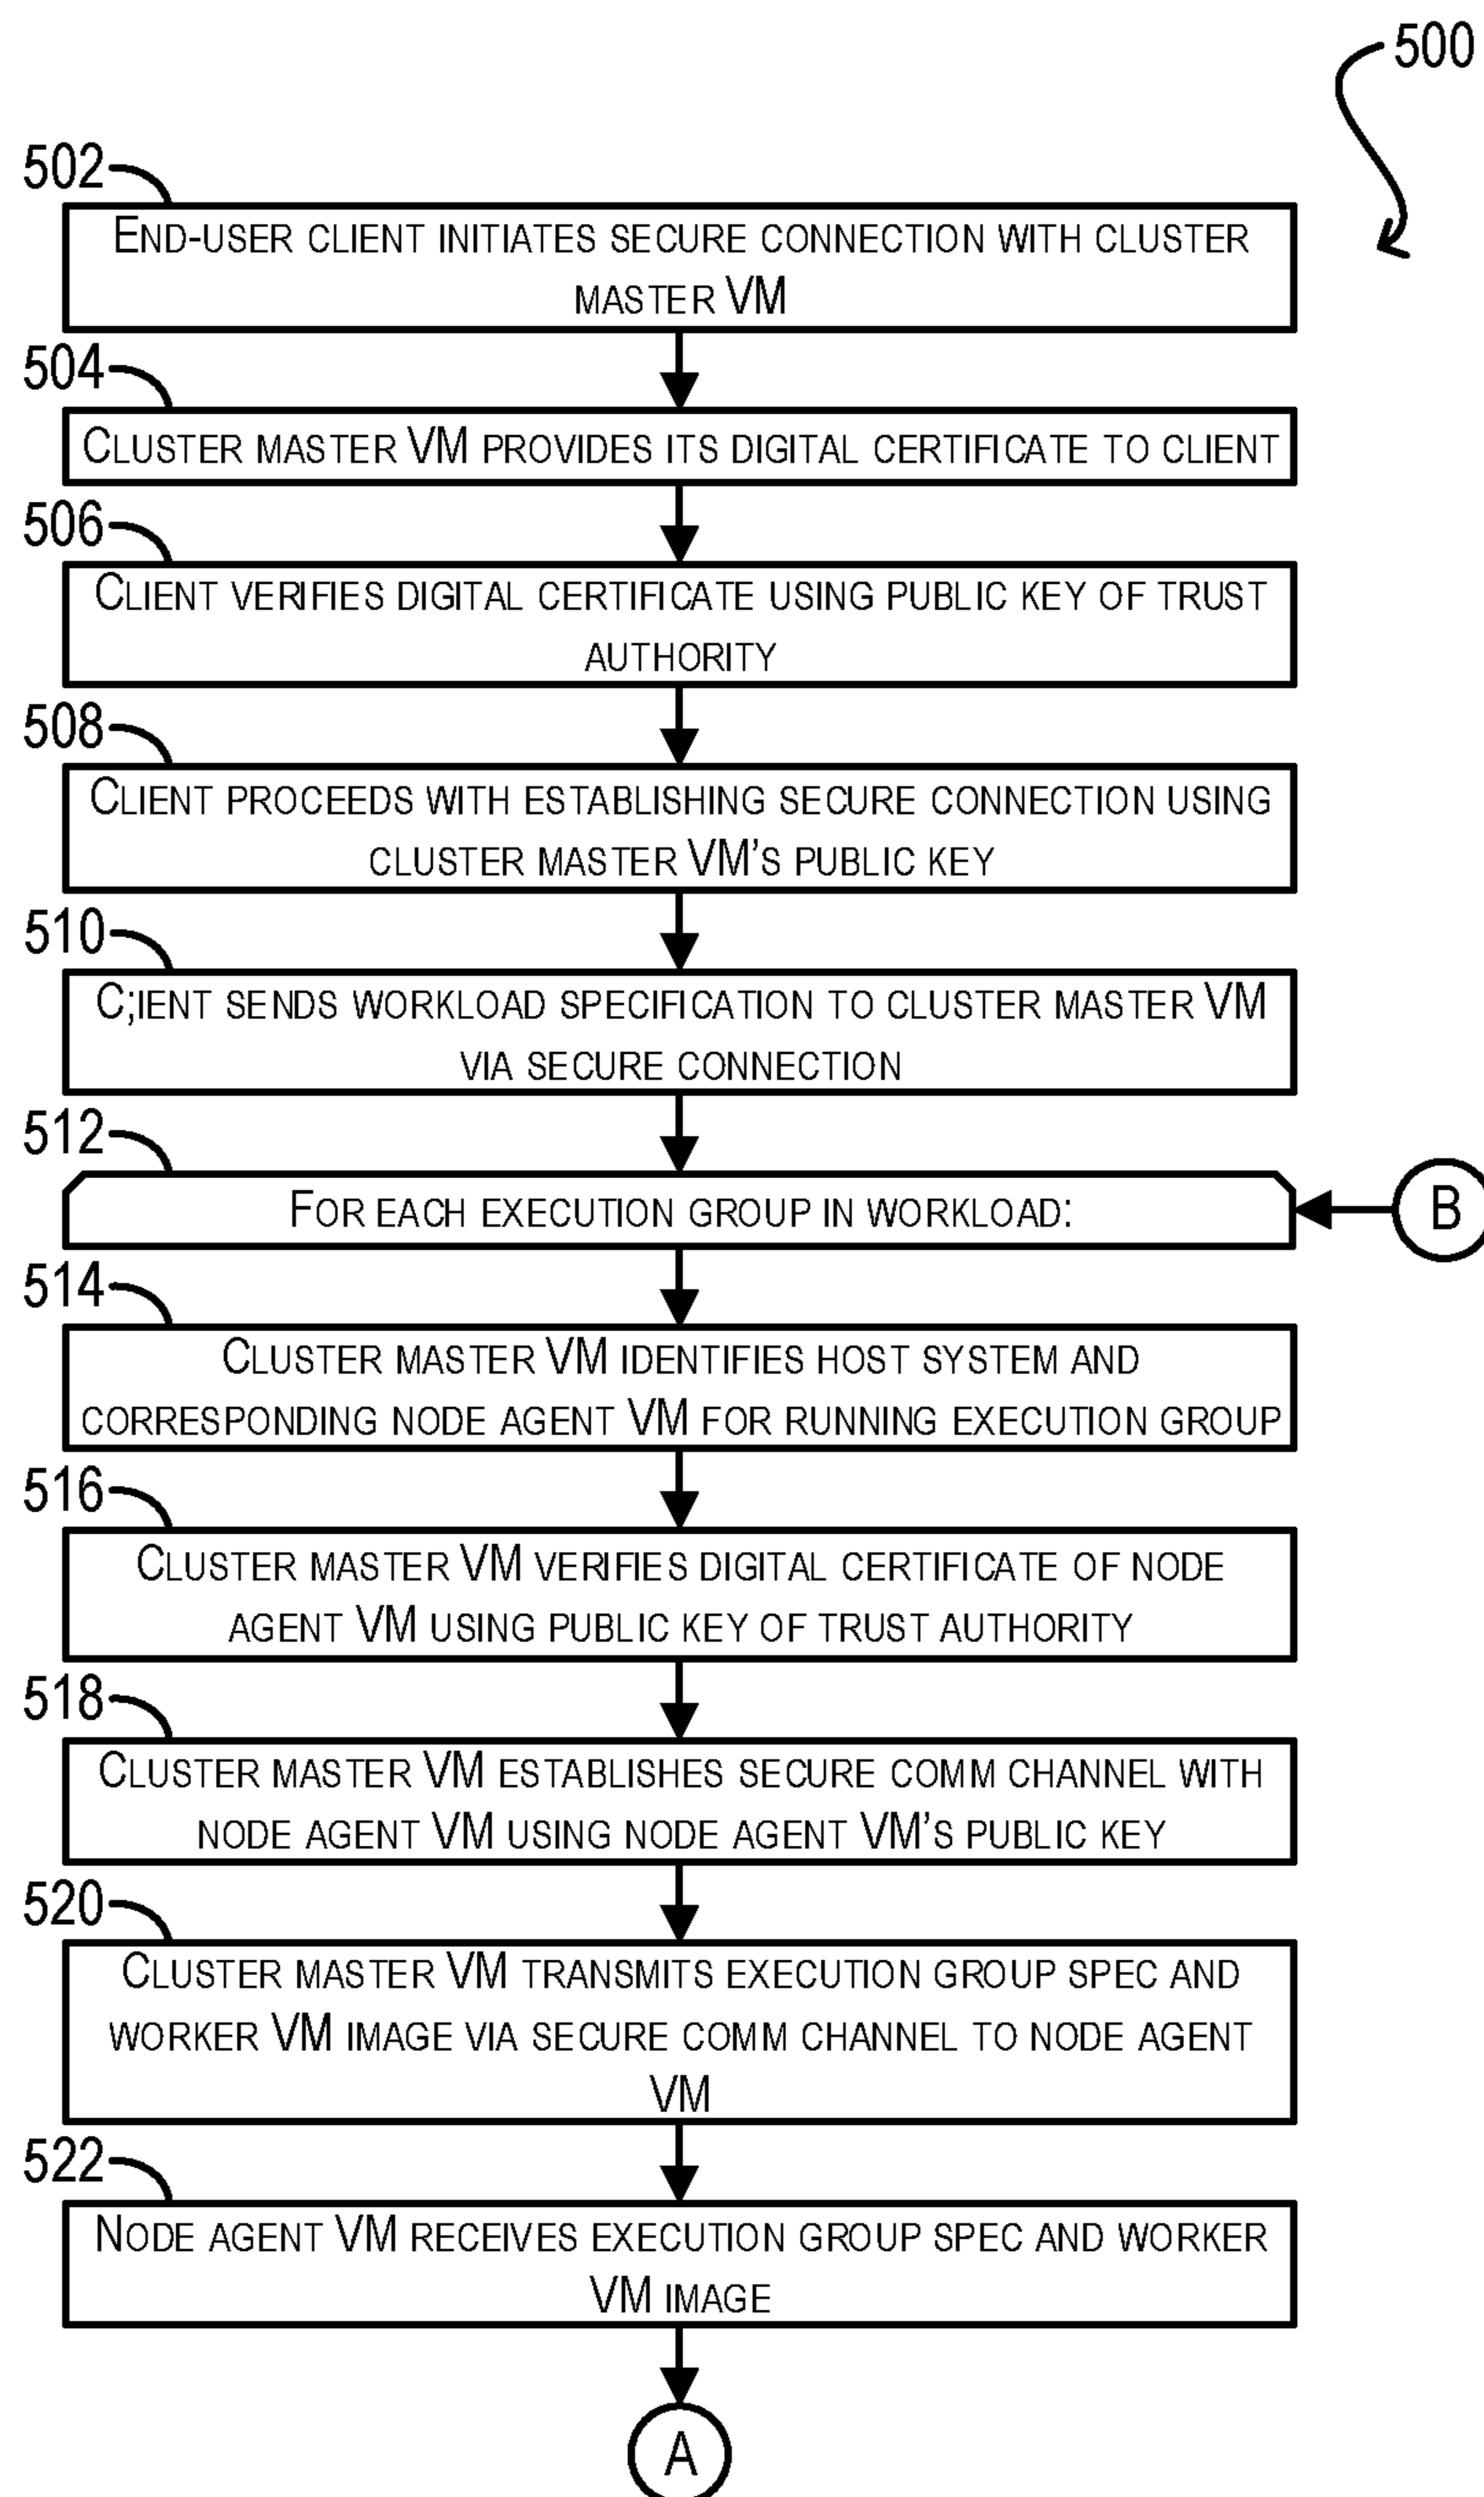 500
502
END-USER CLIENT INITIATES SECURE CONNECTION WITH CLUSTER
MASTER VM
504
CLUSTER MASTER VM PROVIDES ITS DIGITAL CERTIFICATE TO CLIENT
506
CLIENT VERIFIES DIGITAL CERTIFICATE USING PUBLIC KEY OF TRUST
AUTHORITY
508
CLIENT PROCEEDS WITH ESTABLISHING SECURE CONNECTION USING
CLUSTER MASTER VM'S PUBLIC KEY
510
C;IENT SENDS WORKLOAD SPECIFICATION TO CLUSTER MASTER VM
VIA SECURE CONNECTION
512
FOR EACH EXECUTION GROUP IN WORKLOAD:
B
514
CLUSTER MASTER VM IDENTIFIES HOST SYSTEM AND
CORRESPONDING NODE AGENT VM FOR RUNNING EXECUTION GROUP
516
CLUSTER MASTER VM VERIFIES DIGITAL CERTIFICATE OF NODE
AGENT VM USING PUBLIC KEY OF TRUST AUTHORITY
518
CLUSTER MASTER VM ESTABLISHES SECURE COMM CHANNEL WITH
NODE AGENT VM USING NODE AGENT VM'S PUBLIC KEY
520
CLUSTER MASTER VM TRANSMITS EXECUTION GROUP SPEC AND
WORKER VM IMAGE VIA SECURE COMM CHANNEL TO NODE AGENT
VM
522
NODE AGENT VM RECEIVES EXECUTION GROUP SPEC AND WORKER
VM IMAGE
A